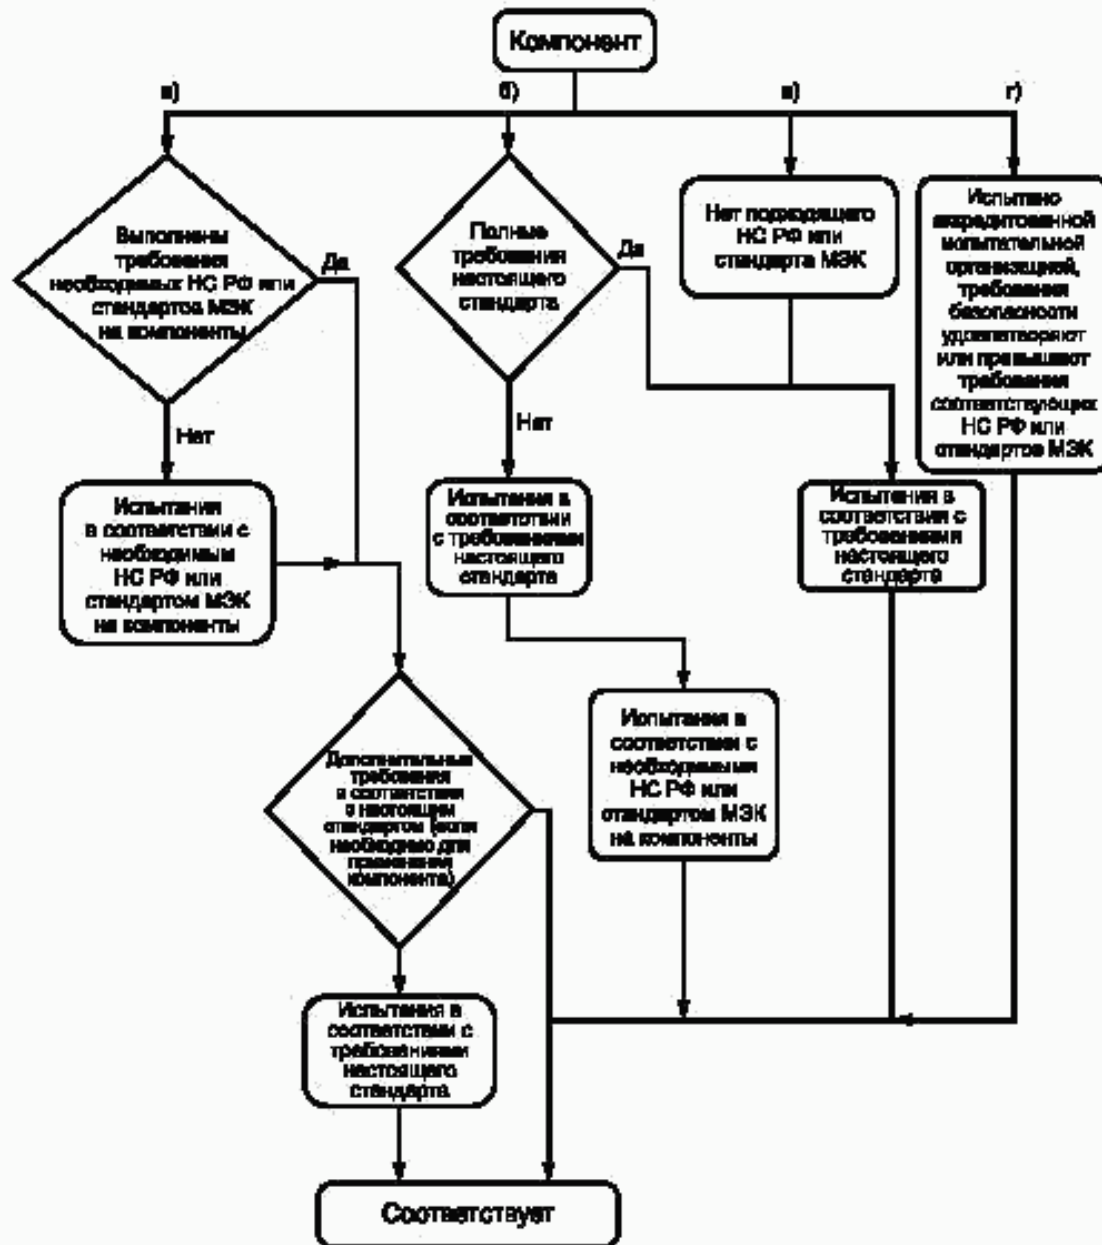 Компонент
а)
б)
в)
г)
Выполнены
требования
необходимых НС РФ или
стандартов МЭК
на компоненты
Да
Нет
Полные
требования
настоящего
стандарта
Да
Нет
Нет подходящего
НС РФ или
стандарта МЭК
Испытано
аккредитованной
испытательной
организацией,
требования
безопасности
удовлетворяют
или превышают
требования
соответствующих
НС РФ или
стандартов МЭК
Испытания
в соответствии с
необходимым
НС РФ или
стандартом МЭК
на компоненты
Испытания в
соответствии
с требованиями
настоящего
стандарта
Испытания в
соответствия с
требованиями
настоящего
стандарта
Дополнительные
требования
в соответствия
с настоящим
стандартом (если
необходимо для
применения
компонента)
Испытания в
соответствии с
необходимыми
НС РФ или
стандартом МЭК
на компоненты
Испытания в
соответствии с
требованиями
настоящего
стандарта
Соответствует